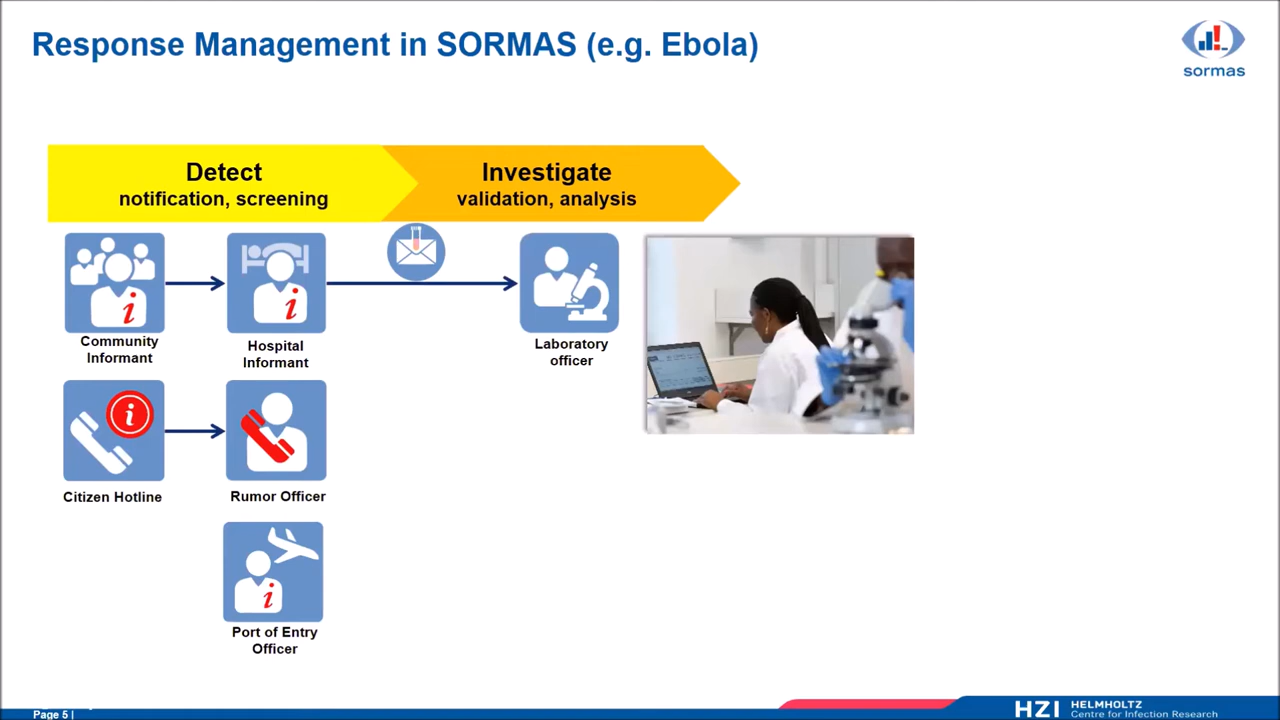 Response Management in SORMAS (e.g. Ebola)
sormas
Detect
notification, screening
Investigate
validation, analysis
Community
Informant
Hospital
Informant
Laboratory
officer
Citizen Hotline
Rumor Officer
Port of Entry
Officer
Page 5 |
HZI HELMHOLTZ
Centre for Infection Research